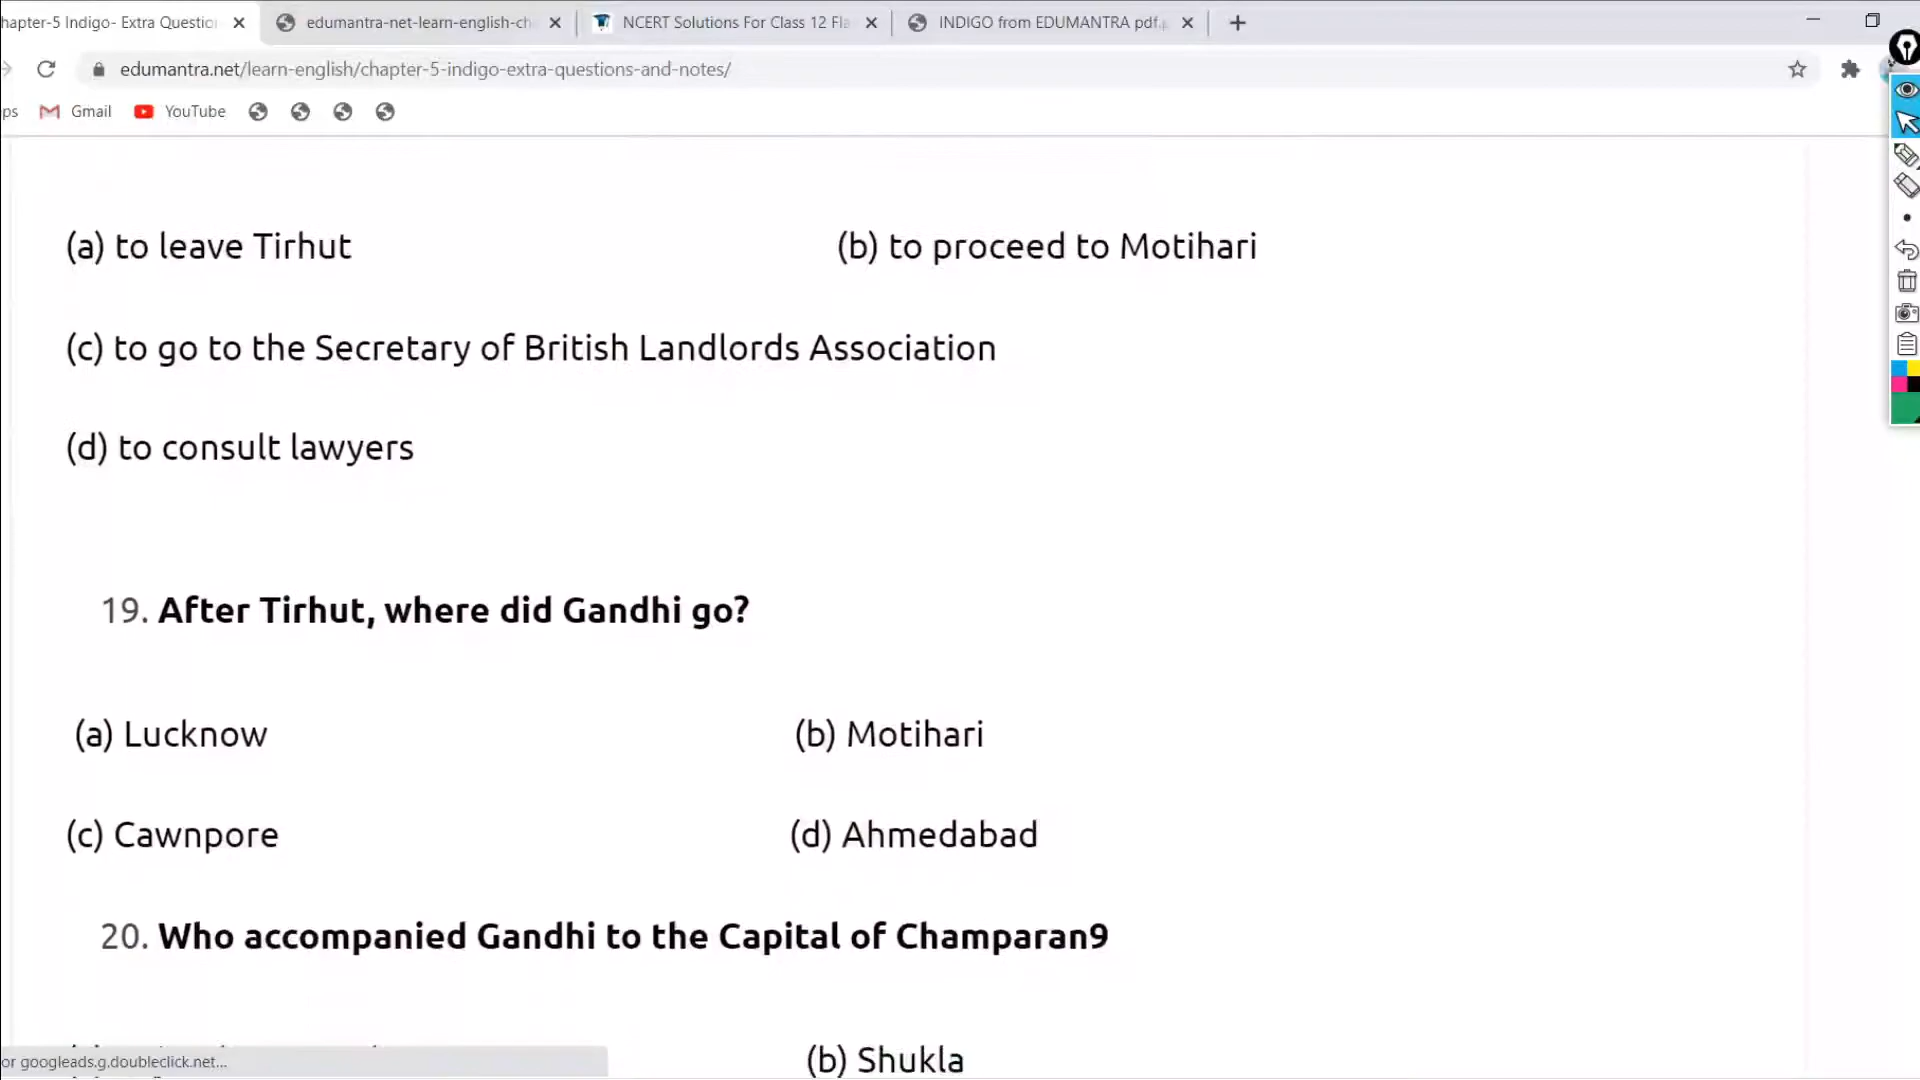 hapter-5 Indigo- Extra Questio
edumantra-net-learn-english-ch
NCERT Solutions For Class 12 Fla
INDIGO from EDUMANTRA pdf.
edumantra.net/learn-english/chapter-5-indigo-extra-questions-and-notes/
ps Gmail YouTube
(a) to leave Tirhut (b) to proceed to Motihari
(c) to go to the Secretary of British Landlords Association
(d) to consult lawyers
19. After Tirhut, where did Gandhi go?
(a) Lucknow (b) Motihari
(c) Cawnpore (d) Ahmedabad
20. Who accompanied Gandhi to the Capital of Champaran9
(b) Shukla
or googleads.g.doubleclick.net...